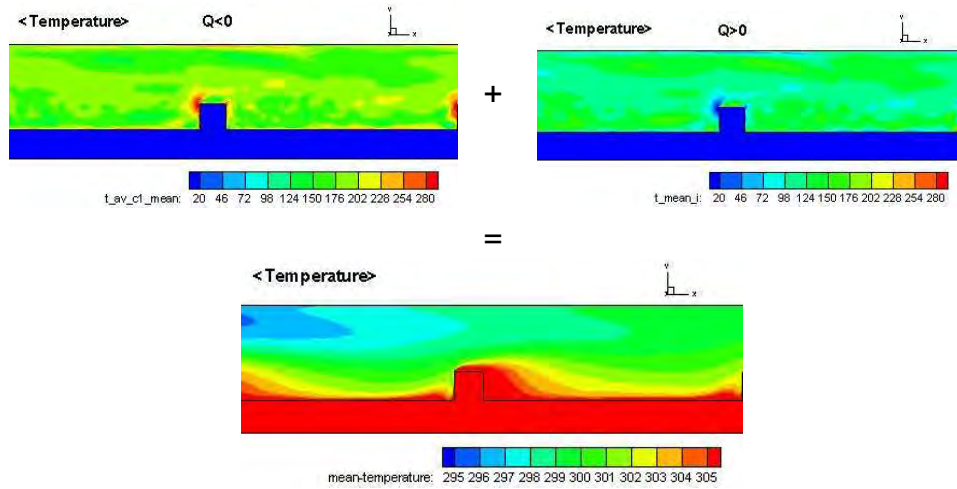 <Temperature> Q<0 Y X
t_av_c1_mean: 20 46 72 98 124 150 176 202 228 254 280
+
<Temperature> Q>0 Y X
t_mean_i: 20 46 72 98 124 150 176 202 228 254 280
=
<Temperature> Y X
mean-temperature: 295 296 297 298 299 300 301 302 303 304 305